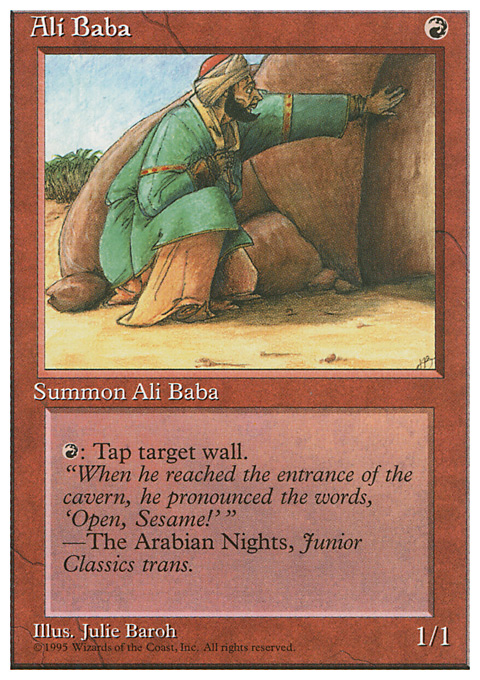 Ali Baba
Summon Ali Baba
: Tap target wall.
“When he reached the entrance of the
cavern, he pronounced the words,
‘Open, Sesame!’ ”
—The Arabian Nights, Junior
Classics trans.
Illus. Julie Baroh
1/1
© 1995 Wizards of the Coast, Inc. All rights reserved.